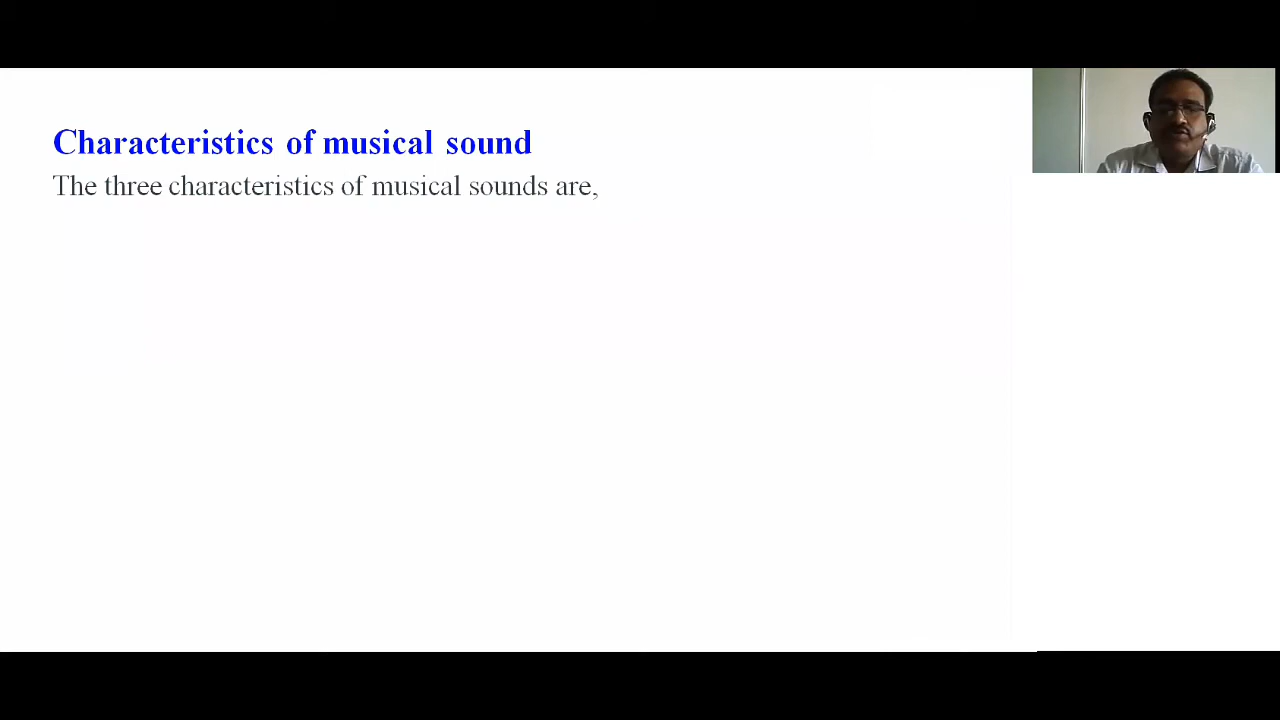 Characteristics of musical sound
The three characteristics of musical sounds are,